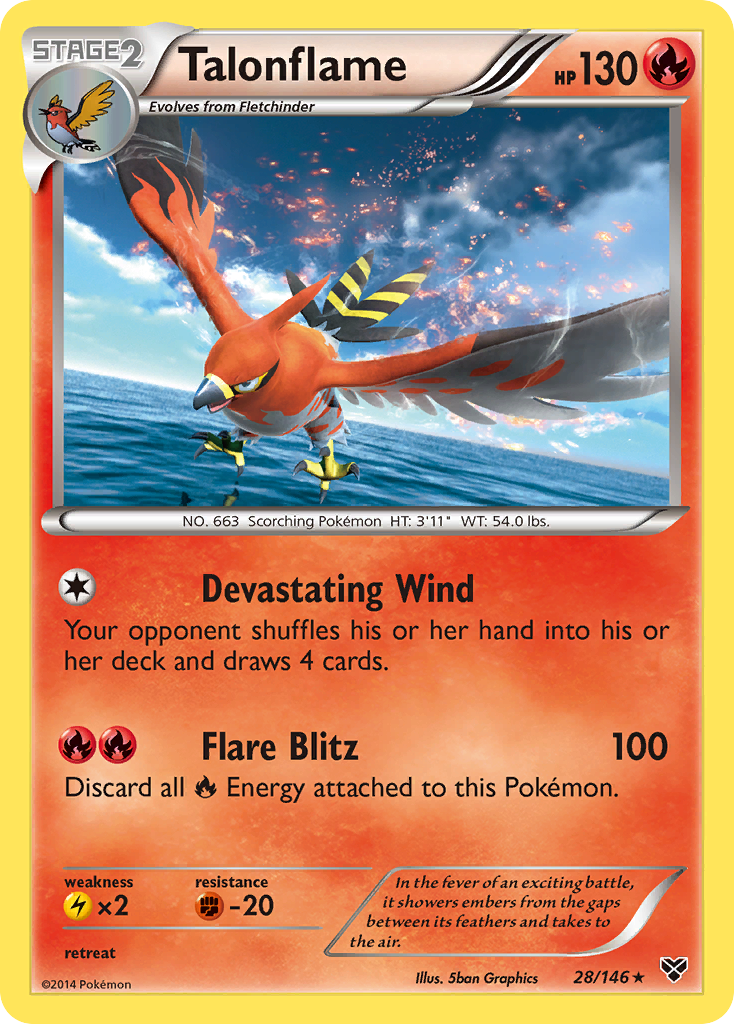 STAGE2
Talonflame
HP 130
Evolves from Fletchinder
NO. 663 Scorching Pokémon HT: 3'11" WT: 54.0 lbs.
Devastating Wind
Your opponent shuffles his or her hand into his or
her deck and draws 4 cards.
Flare Blitz 100
Discard all Energy attached to this Pokémon.
weakness
×2
resistance
-20
retreat
In the fever of an exciting battle,
it showers embers from the gaps
between its feathers and takes to
the air.
©2014 Pokémon
Illus. 5ban Graphics
28/146 ★